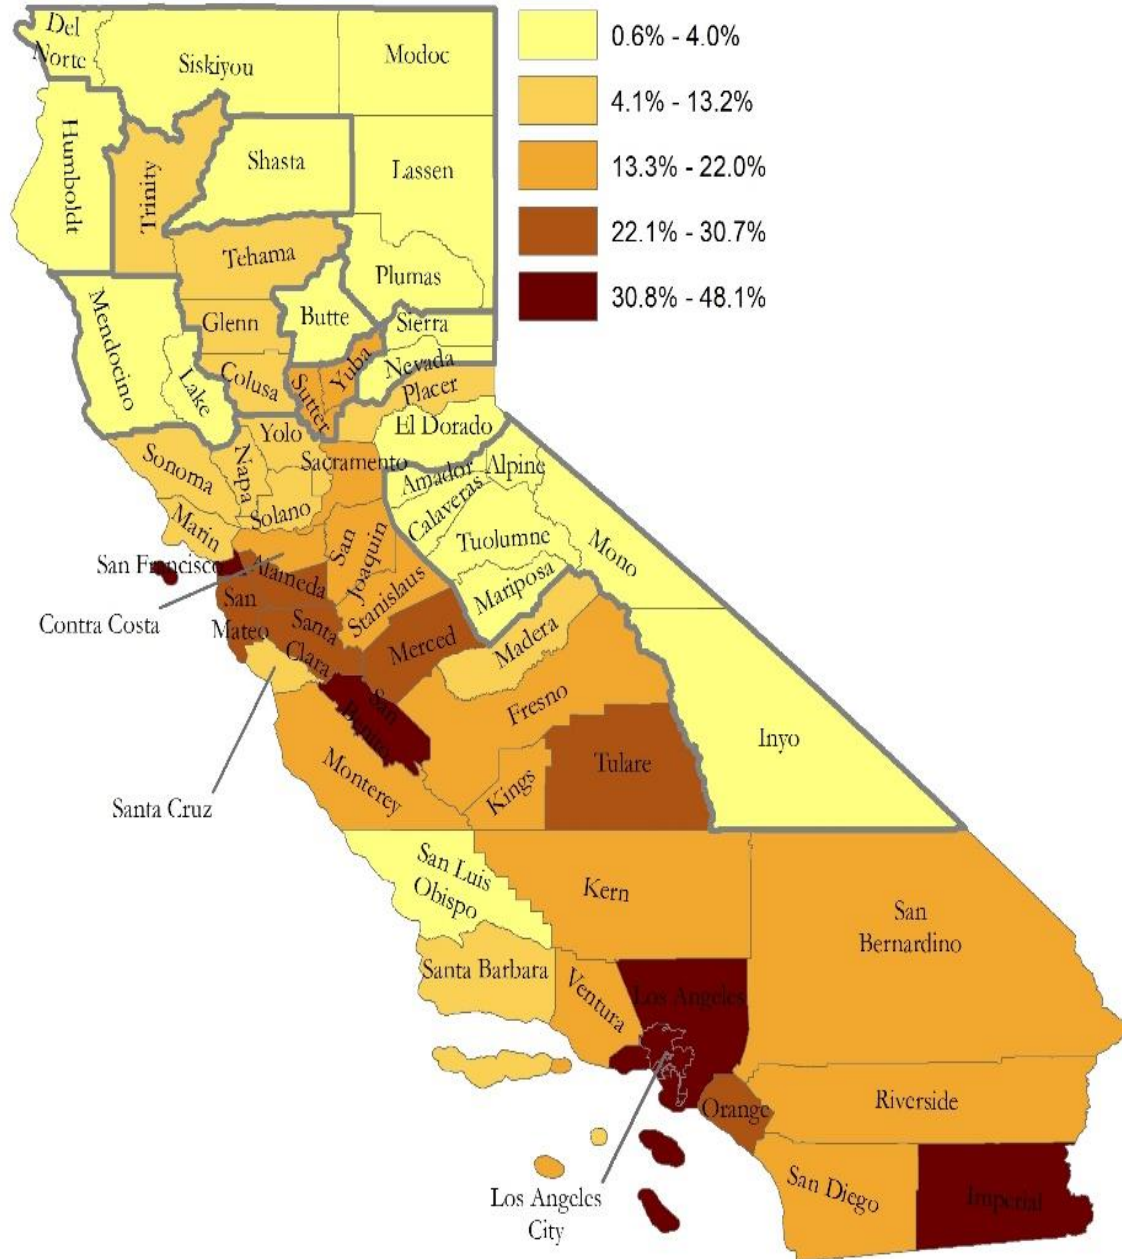 0.6% - 4.0%
4.1% - 13.2%
13.3% - 22.0%
22.1% - 30.7%
30.8% - 48.1%
Del
Norte
Siskiyou
Modoc
Humboldt
Trinity
Shasta
Lassen
Tehama
Plumas
Mendocino
Glenn
Butte
Sierra
Lake
Colusa
Sutter
Yuba
Nevada
Placer
El Dorado
Yolo
Sonoma
Napa
Sacramento
Amador
Alpine
Solano
Calaveras
Marin
San
Joaquin
Tuolumne
Mono
San Francisco
Alameda
Stanislaus
Mariposa
Contra Costa
San
Mateo
Santa
Clara
Merced
Madera
San
Benito
Fresno
Inyo
Tulare
Kings
Monterey
Santa Cruz
San Luis
Obispo
Kern
San
Bernardino
Santa Barbara
Ventura
Los Angeles
Orange
Riverside
San Diego
Imperial
Los Angeles
City